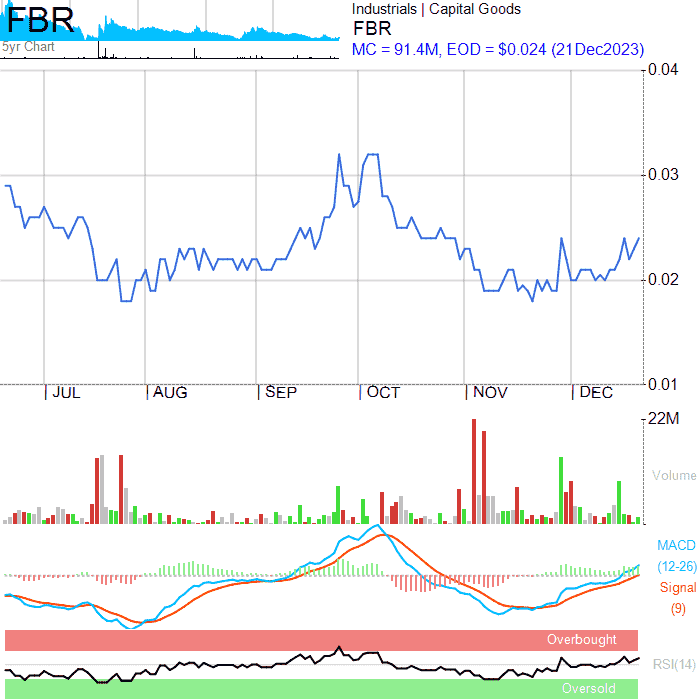 FBR
5yr Chart
Industrials | Capital Goods
FBR
MC = 91.4M, EOD = $0.024 (21Dec2023)
0.04
0.03
0.02
0.01
JUL AUG SEP OCT NOV DEC
22M
Volume
MACD
(12-26)
Signal
(9)
Overbought
RSI(14)
Oversold